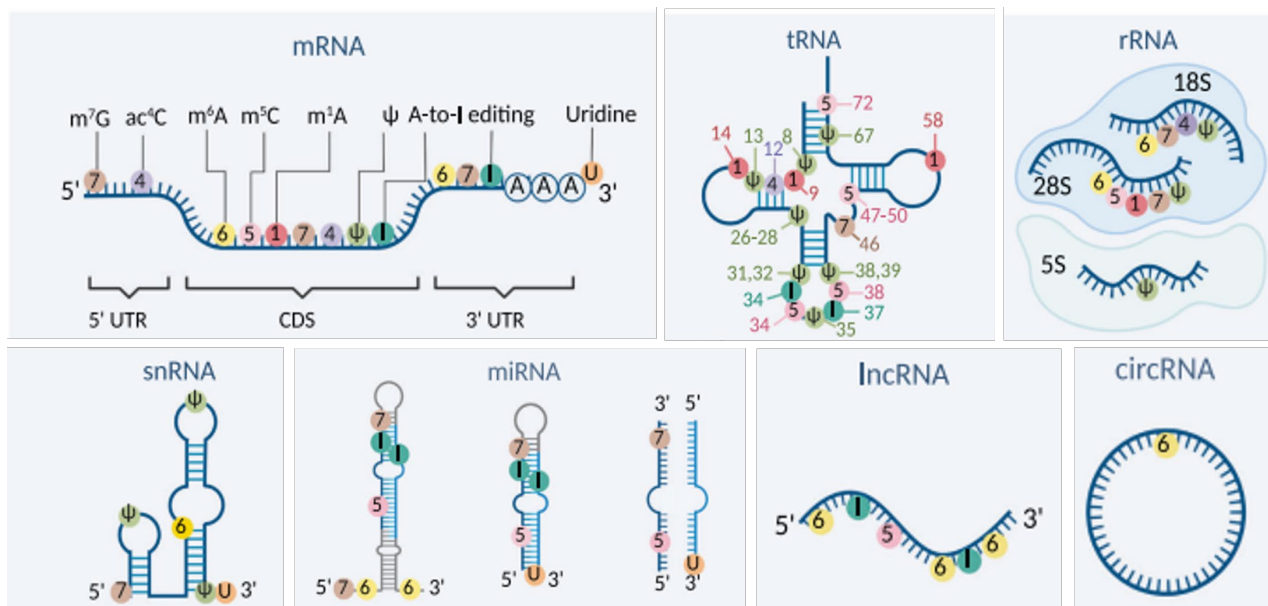 mRNA
m⁷G ac⁴C m⁶A m⁵C m¹A ψ A-to-I editing Uridine
5' 7 4 6 7 I A A A U 3'
6 5 1 7 4 ψ I
5' UTR CDS 3' UTR
tRNA
5 72
ψ 67
14 13 12 8 58
1 ψ 4 1 ψ 9 1
5 47-50
ψ 26-28 7 46
31,32 ψ ψ 38,39
34 I 5 38
34 5 ψ I 37
35
rRNA
18S
6 7 4 ψ
28S
6 5 1 7 ψ
5S
ψ
snRNA
ψ
ψ 6
5' 7 ψ U 3'
miRNA
7
I I
5
5' 7 6 6 3'
7
I I
5
5' U 3'
3' 5'
7
5 U
5' 3'
lncRNA
5' 6 I 5 6 I 6 3'
circRNA
6